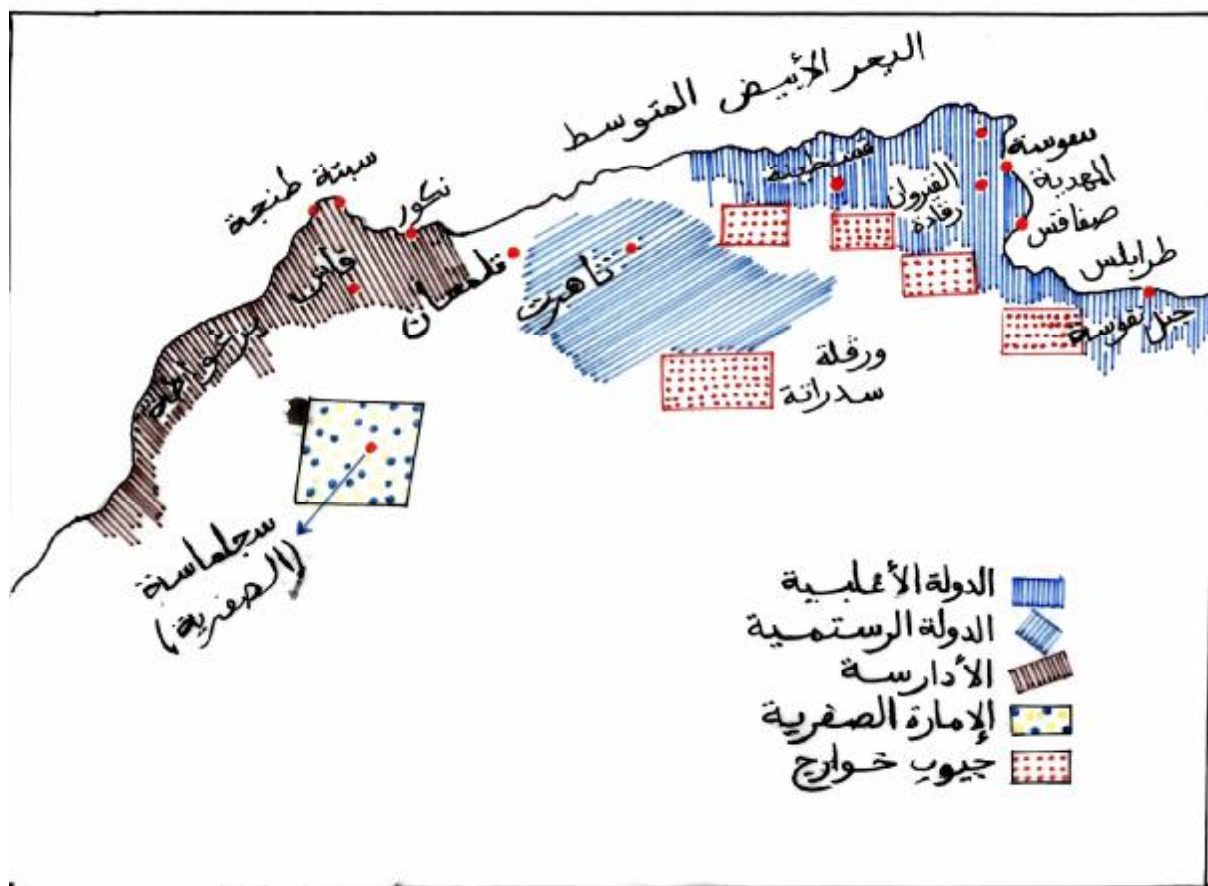 البحر الأبيض المتوسط
سبتة طنجة
نكور
فاس
برغواطة
تلمسان
تاهرت
قسنطينة
القيروان
رقادة
سوسة
المهدية
صفاقس
طرابلس
جبل نفوسة
ورقلة
سدراتة
سجلماسة
(الصفرية)
الدولة الأغلبية
الدولة الرستمية
الأدارسة
الإمارة الصفرية
جيوب خوارج